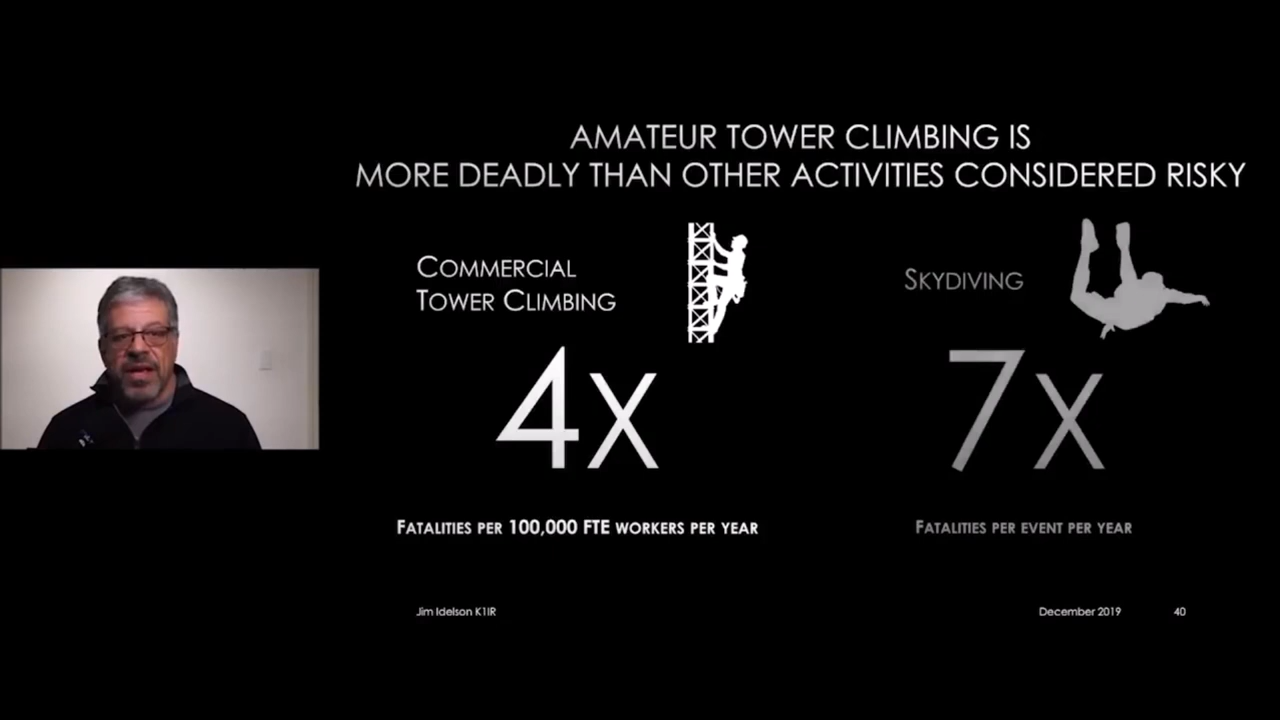 AMATEUR TOWER CLIMBING IS
MORE DEADLY THAN OTHER ACTIVITIES CONSIDERED RISKY
COMMERCIAL
TOWER CLIMBING
4X
FATALITIES PER 100,000 FTE WORKERS PER YEAR
SKYDIVING
7X
FATALITIES PER EVENT PER YEAR
Jim Idelson K1IR
December 2019
40